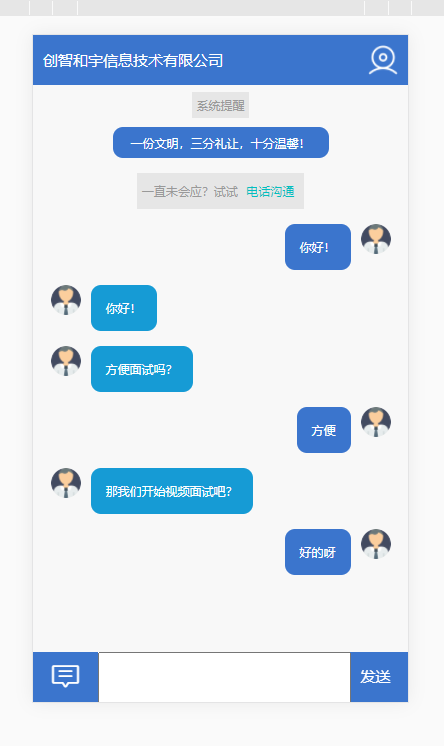 创智和宇信息技术有限公司
系统提醒
一份文明，三分礼让，十分温馨！
一直未会应？试试 电话沟通
你好！
你好！
方便面试吗？
方便
那我们开始视频面试吧？
好的呀
发送